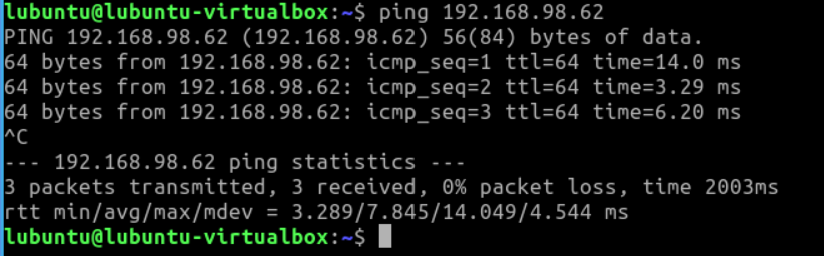 lubuntu@lubuntu-virtualbox:~$ ping 192.168.98.62
PING 192.168.98.62 (192.168.98.62) 56(84) bytes of data.
64 bytes from 192.168.98.62: icmp_seq=1 ttl=64 time=14.0 ms
64 bytes from 192.168.98.62: icmp_seq=2 ttl=64 time=3.29 ms
64 bytes from 192.168.98.62: icmp_seq=3 ttl=64 time=6.20 ms
^C
--- 192.168.98.62 ping statistics ---
3 packets transmitted, 3 received, 0% packet loss, time 2003ms
rtt min/avg/max/mdev = 3.289/7.845/14.049/4.544 ms
lubuntu@lubuntu-virtualbox:~$